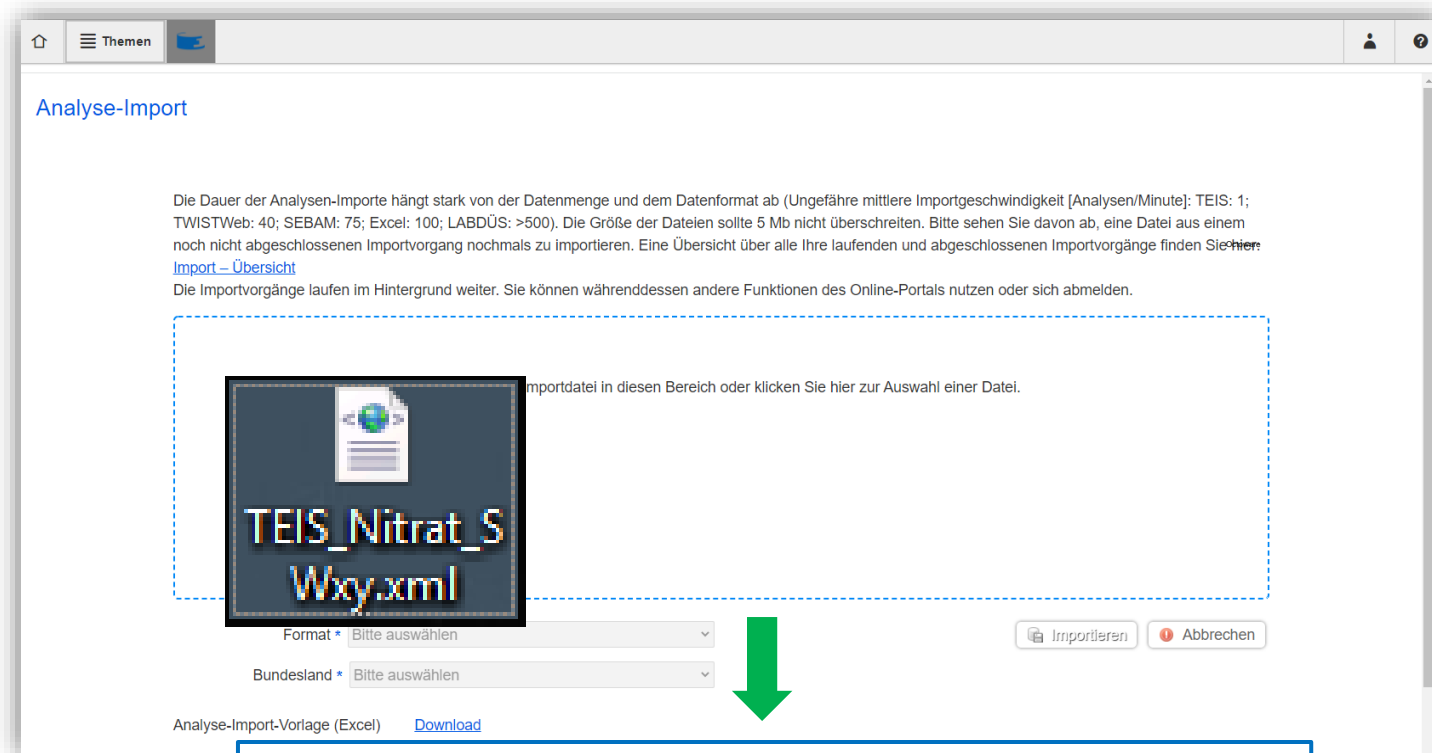 Themen
Analyse-Import
Die Dauer der Analysen-Importe hängt stark von der Datenmenge und dem Datenformat ab (Ungefähre mittlere Importgeschwindigkeit [Analysen/Minute]: TEIS: 1;
TWISTWeb: 40; SEBAM: 75; Excel: 100; LABDÜS: >500). Die Größe der Dateien sollte 5 Mb nicht überschreiten. Bitte sehen Sie davon ab, eine Datei aus einem
noch nicht abgeschlossenen Importvorgang nochmals zu importieren. Eine Übersicht über alle Ihre laufenden und abgeschlossenen Importvorgänge finden Sie hier:
Import – Übersicht
Die Importvorgänge laufen im Hintergrund weiter. Sie können währenddessen andere Funktionen des Online-Portals nutzen oder sich abmelden.
mportdatei in diesen Bereich oder klicken Sie hier zur Auswahl einer Datei.
TEIS_Nitrat_S
Wxy.xml
Format * Bitte auswählen
Importieren
Abbrechen
Bundesland * Bitte auswählen
Analyse-Import-Vorlage (Excel) Download